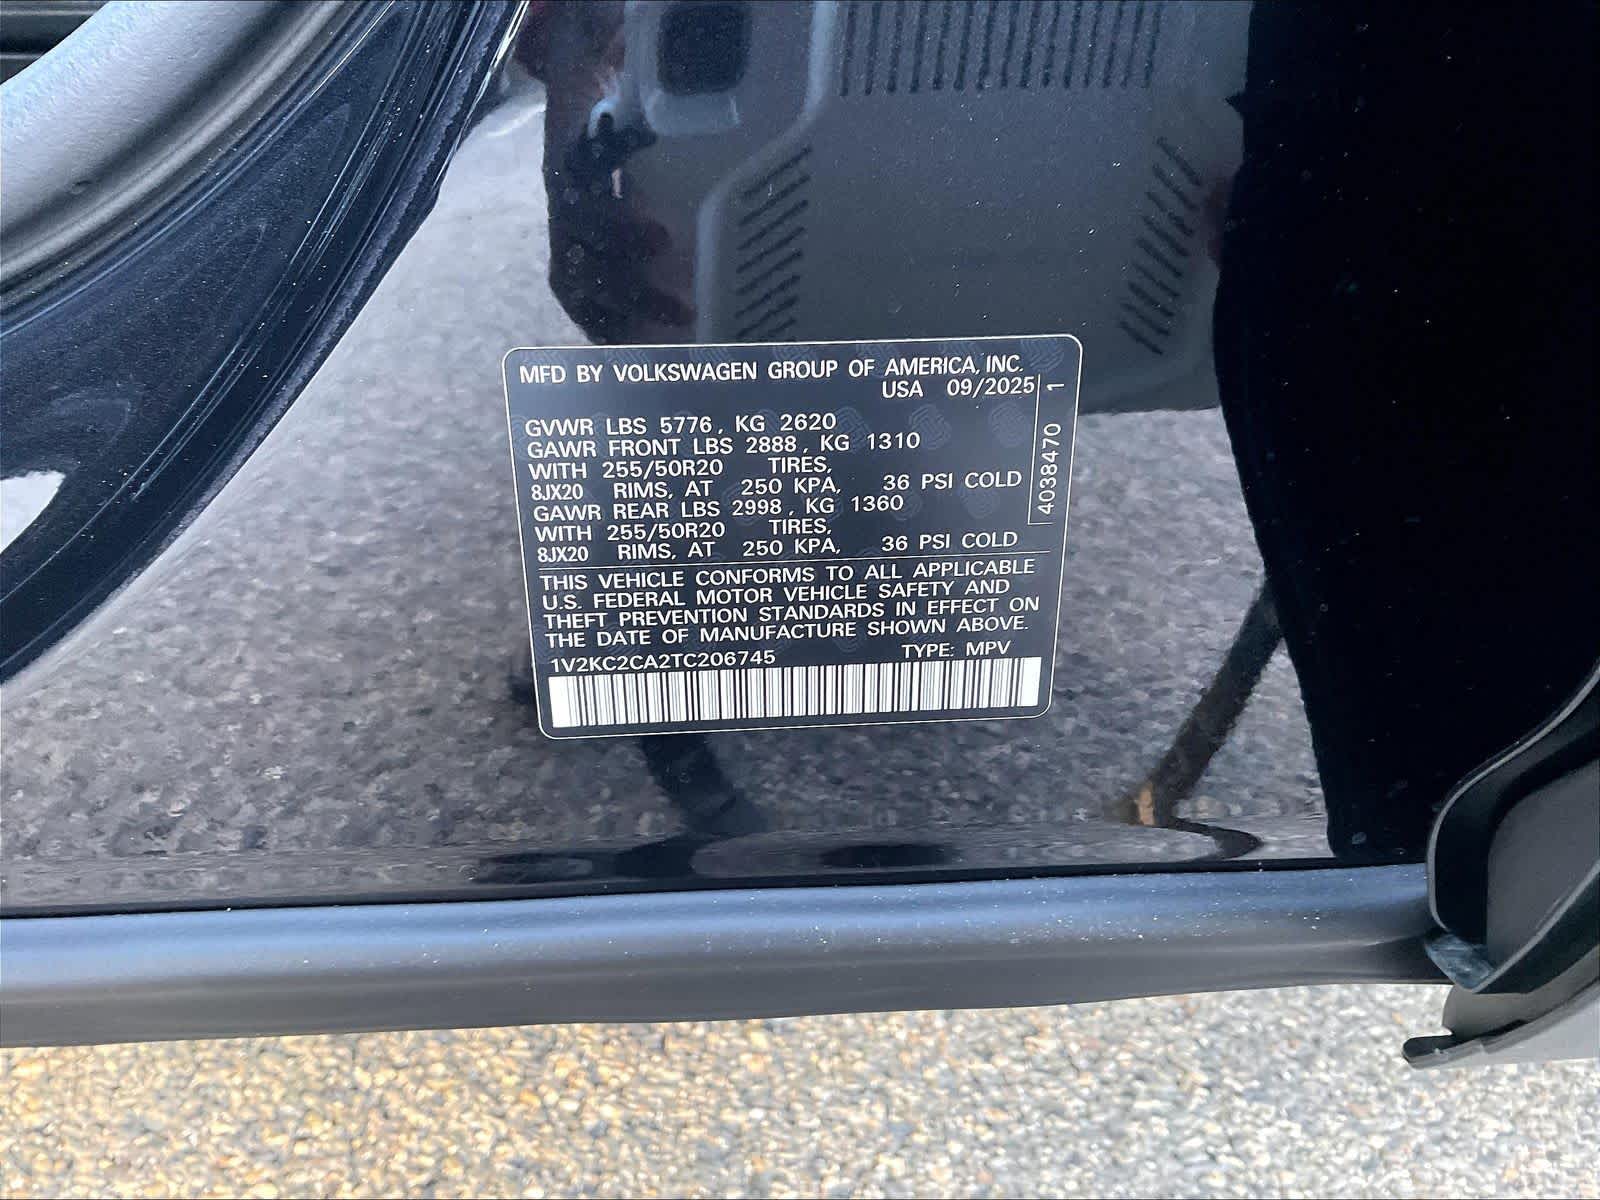 MFD BY VOLKSWAGEN GROUP OF AMERICA, INC.
USA 09/2025
GVWR LBS 5776, KG 2620
GAWR FRONT LBS 2888, KG 1310
WITH 255/50R20 TIRES,
8JX20 RIMS, AT 250 KPA, 36 PSI COLD
GAWR REAR LBS 2998, KG 1360
WITH 255/50R20 TIRES,
8JX20 RIMS, AT 250 KPA, 36 PSI COLD
4038470 1
THIS VEHICLE CONFORMS TO ALL APPLICABLE
U.S. FEDERAL MOTOR VEHICLE SAFETY AND
THEFT PREVENTION STANDARDS IN EFFECT ON
THE DATE OF MANUFACTURE SHOWN ABOVE.
1V2KC2CA2TC206745 TYPE: MPV